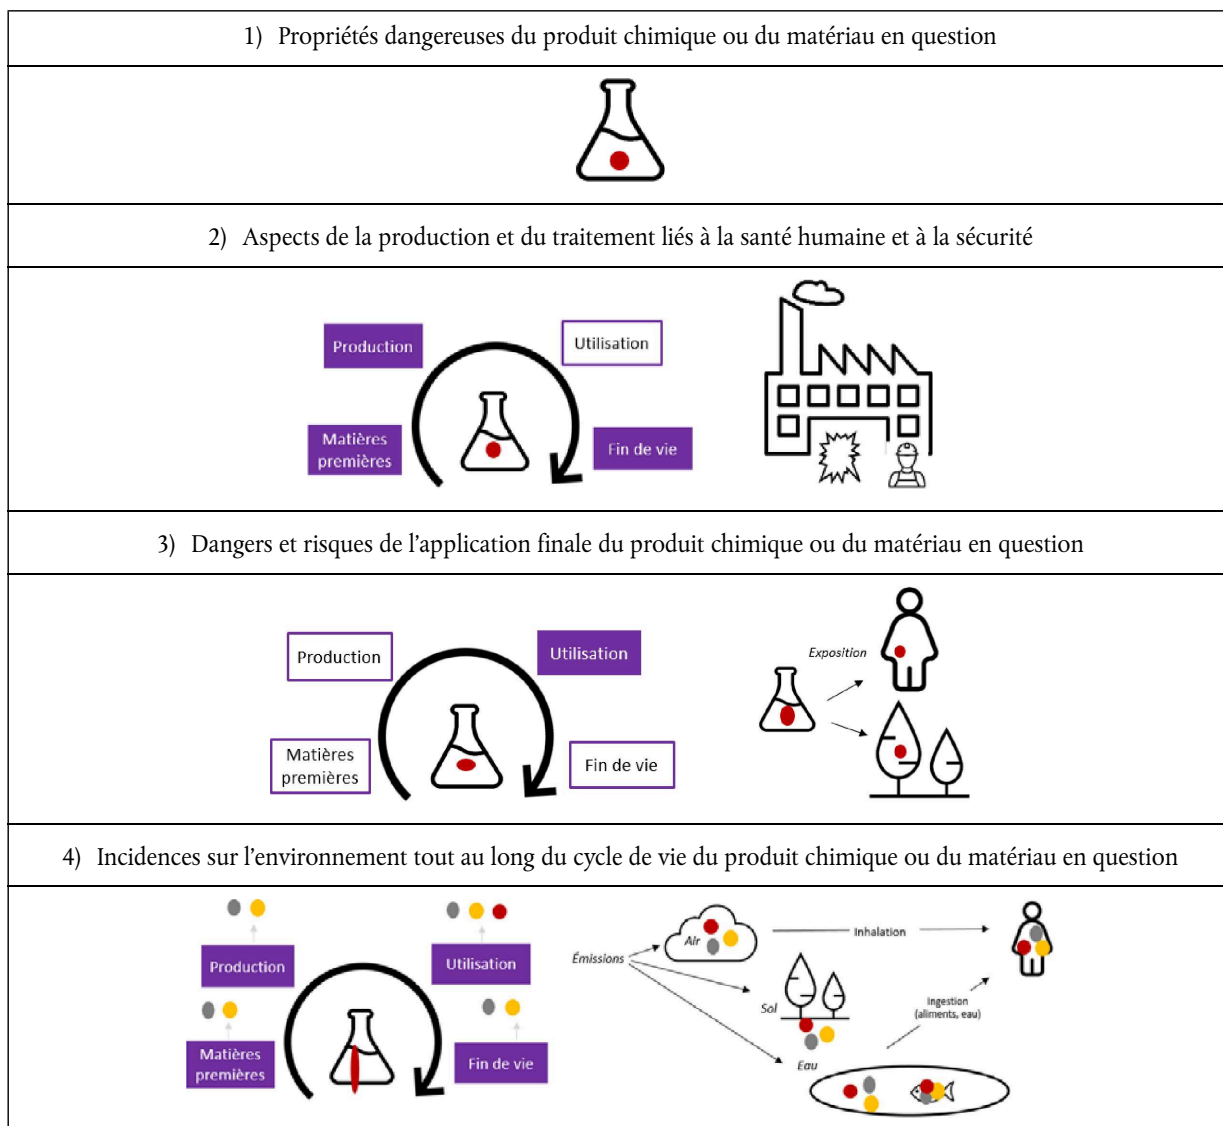 1) Propriétés dangereuses du produit chimique ou du matériau en question
2) Aspects de la production et du traitement liés à la santé humaine et à la sécurité
Production
Utilisation
Matières
premières
Fin de vie
3) Dangers et risques de l'application finale du produit chimique ou du matériau en question
Production
Utilisation
Exposition
Matières
premières
Fin de vie
4) Incidences sur l'environnement tout au long du cycle de vie du produit chimique ou du matériau en question
Production
Utilisation
Matières
premières
Fin de vie
Émissions
Air
Inhalation
Sol
Ingestion
(aliments, eau)
Eau